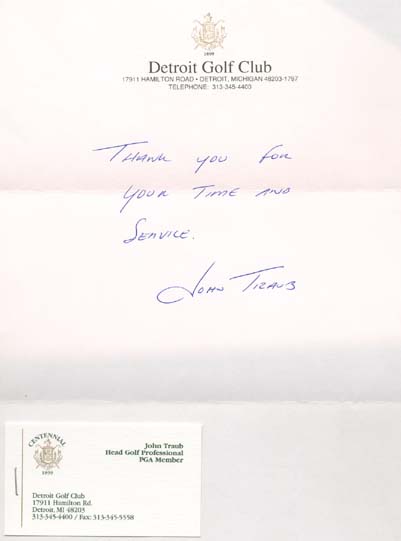 1899
Detroit Golf Club
17911 HAMILTON ROAD • DETROIT, MICHIGAN 48203-1797
TELEPHONE: 313-345-4400
THANK YOU FOR
YOUR TIME AND
SERVICE.
JOHN TRAUB
CENTENNIAL
1899
John Traub
Head Golf Professional
PGA Member
Detroit Golf Club
17911 Hamilton Rd.
Detroit, MI 48203
313-345-4400 / Fax: 313-345-5558